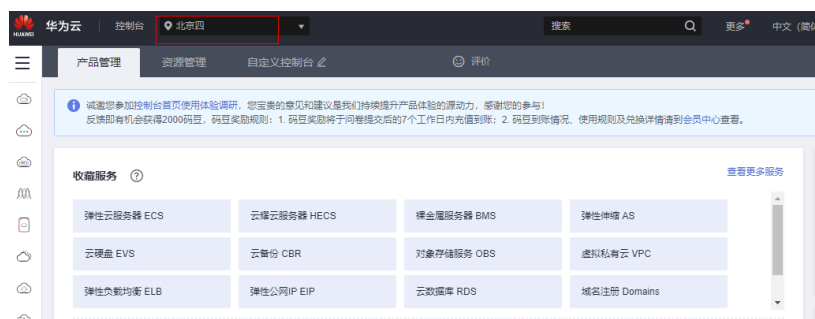 HUAWEI 华为云 控制台 北京四 搜索 更多 中文 (简体
产品管理 资源管理 自定义控制台 评价
诚邀您参加控制台首页使用体验调研，您宝贵的意见和建议是我们持续提升产品体验的源动力，感谢您的参与!
反馈即有机会获得2000码豆，码豆奖励规则：1. 码豆奖励将于问卷提交后的7个工作日内充值到账；2. 码豆到账情况、使用规则及兑换详情请到会员中心查看。
收藏服务 ? 查看更多服务
弹性云服务器 ECS 云耀云服务器 HECS 裸金属服务器 BMS 弹性伸缩 AS
云硬盘 EVS 云备份 CBR 对象存储服务 OBS 虚拟私有云 VPC
弹性负载均衡 ELB 弹性公网IP EIP 云数据库 RDS 域名注册 Domains